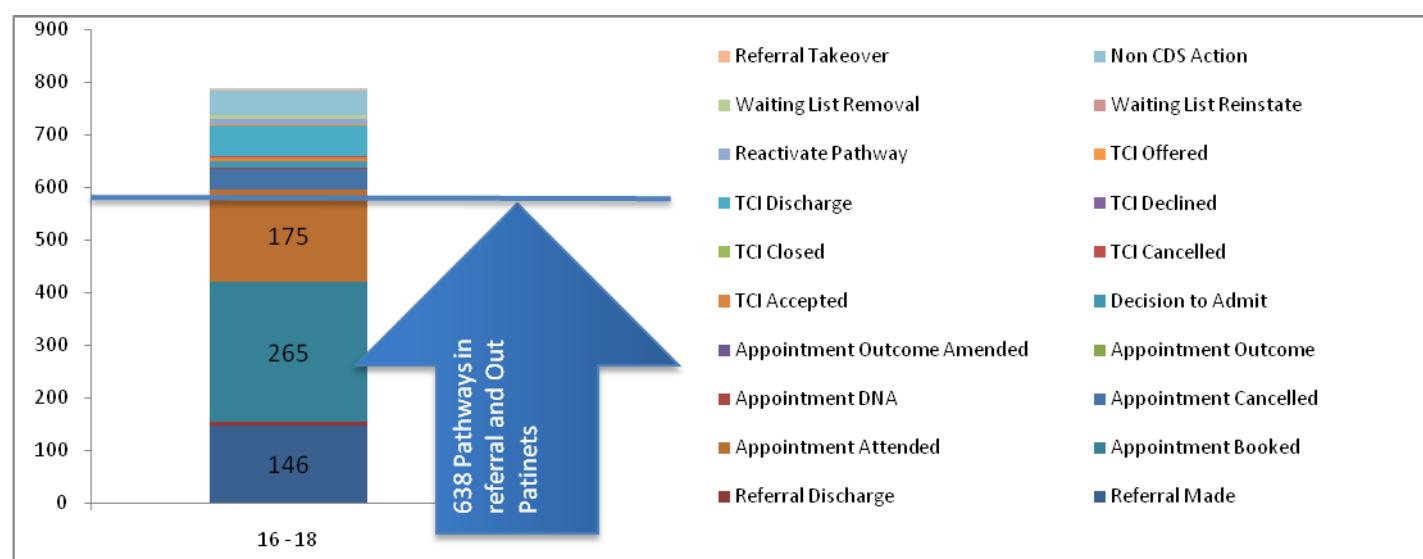 900
800
700
600
500
400
300
200
100
0
175
265
146
16 - 18
638 Pathways in
referral and Out
Patinets
Referral Takeover
Non CDS Action
Waiting List Removal
Waiting List Reinstate
Reactivate Pathway
TCI Offered
TCI Discharge
TCI Declined
TCI Closed
TCI Cancelled
TCI Accepted
Decision to Admit
Appointment Outcome Amended
Appointment Outcome
Appointment DNA
Appointment Cancelled
Appointment Attended
Appointment Booked
Referral Discharge
Referral Made